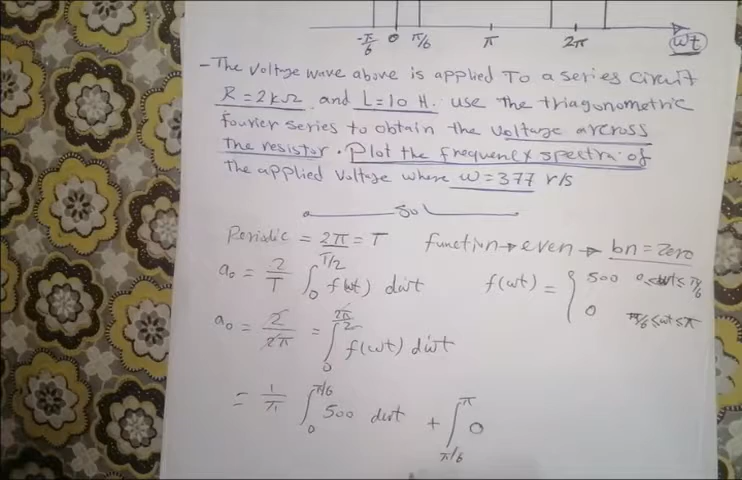 -π/6 0 π/6 π 2π ωt
- The voltage wave above is applied To a series circuit
R = 2kΩ and L = 10 H. use the triagonometric
fourier series to obtain the voltage arcross
the resistor. Plot the frequency spectra of
the applied voltage where ω = 377 r/s
sol
Periodic = 2π = T function → even → bn = Zero
a₀ = 2/T ∫₀^T/2 f(ωt) dωt f(ωt) = { 500 0≤ωt≤π/6
0 π/6≤ωt≤π
a₀ = 2/2π = ∫₀^2π/2 f(ωt) dωt
= 1/π ∫₀^π/6 500 dωt + ∫π/6^π 0